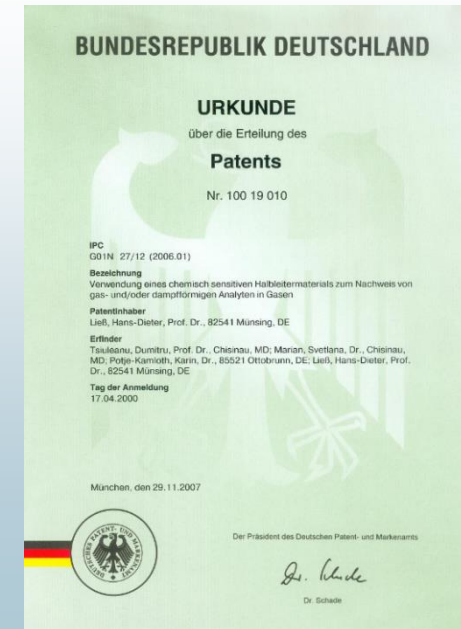 BUNDESREPUBLIK DEUTSCHLAND
URKUNDE
über die Erteilung des
Patents
Nr. 100 19 010
IPC
G01N 27/12 (2006.01)
Bezeichnung
Verwendung eines chemisch sensitiven Halbleitermaterials zum Nachweis von
gas- und/oder dampfförmigen Analyten in Gasen
Patentinhaber
Ließ, Hans-Dieter, Prof. Dr., 82541 Münsing, DE
Erfinder
Tsiuleanu, Dumitru, Prof. Dr., Chisinau, MD; Marian, Svetlana, Dr., Chisinau,
MD; Potje-Kamloth, Karin, Dr., 85521 Ottobrunn, DE; Ließ, Hans-Dieter, Prof.
Dr., 82541 Münsing, DE
Tag der Anmeldung
17.04.2000
München, den 29.11.2007
Der Präsident des Deutschen Patent- und Markenamts
Dr. Schade
DEUTSCHES PATENT- UND MARKENAMT